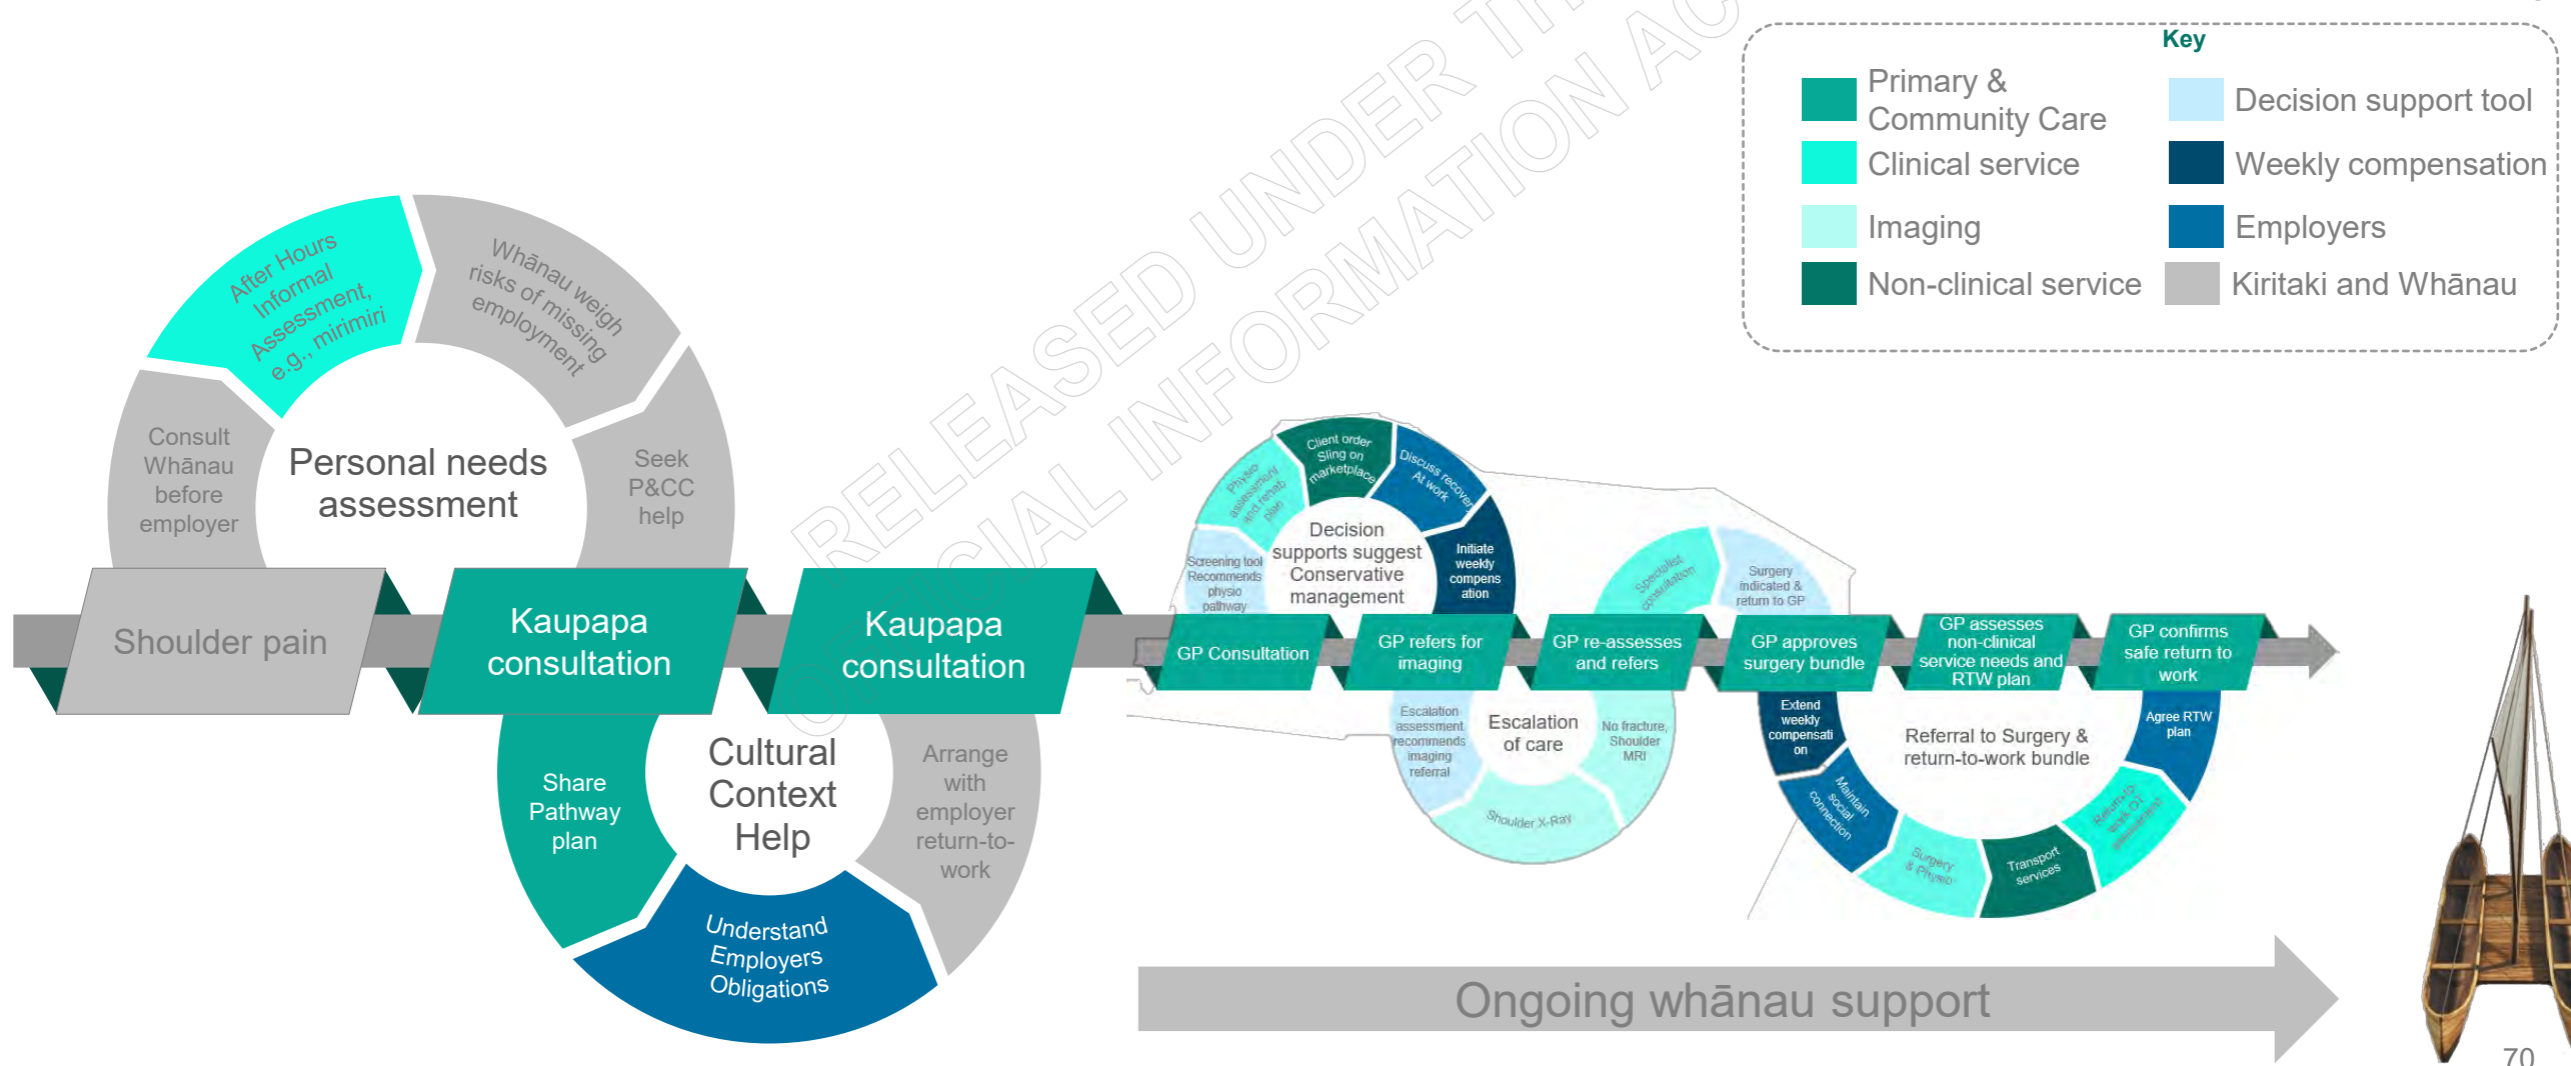 RELEASED UNDER TH
OFFICIAL INFORMATION AC
Key
Primary &
Community Care
Clinical service
Imaging
Non-clinical service
Decision support tool
Weekly compensation
Employers
Kiritaki and Whānau
Consult
Whānau
before
employer
After Hours
Informal
Assessment,
e.g., mirimiri
Whānau weigh
risks of missing
employment
Seek
P&CC
help
Personal needs
assessment
Shoulder pain
Kaupapa
consultation
Kaupapa
consultation
Share
Pathway
plan
Understand
Employers
Obligations
Arrange
with
employer
return-to-
work
Cultural
Context
Help
Screening tool
Recommends
physio
pathway
Physio
assessment
and rehab
plan
Client order
Sling on
marketplace
Discuss recovery
At work
Initiate
weekly
compens
ation
Decision
supports suggest
Conservative
management
GP Consultation
GP refers for
imaging
Escalation
assessment
recommends
imaging
referral
Shoulder X-Ray
No fracture,
Shoulder
MRI
Escalation
of care
GP re-assesses
and refers
Specialist
consultation
Surgery
indicated &
return to GP
GP approves
surgery bundle
GP assesses
non-clinical
service needs and
RTW plan
GP confirms
safe return to
work
Extend
weekly
compensati
on
Maintain
social
connection
Surgery
& Physio
Transport
services
Return-to-
work
Agree RTW
plan
Referral to Surgery &
return-to-work bundle
Ongoing whānau support
70